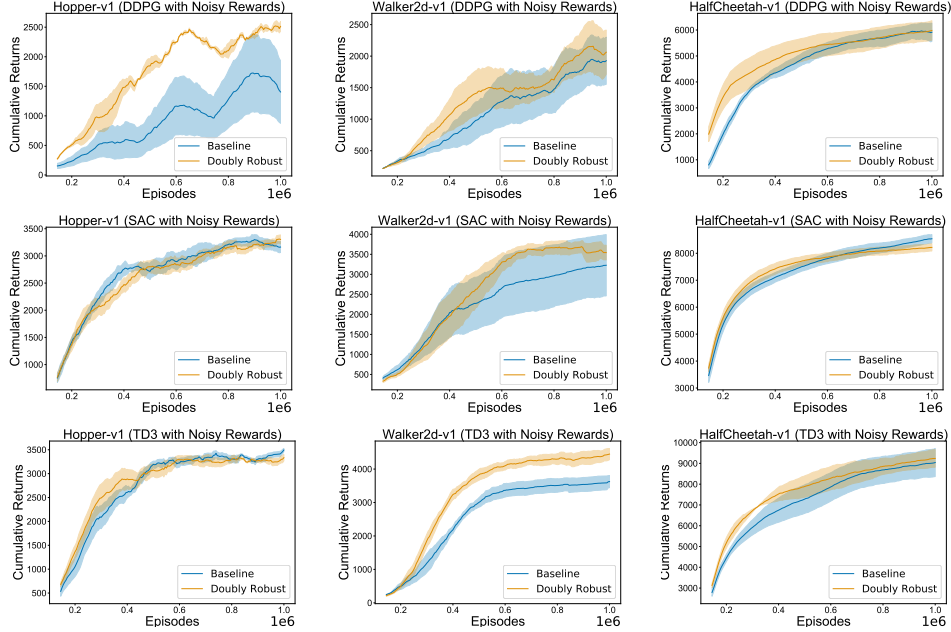 Hopper-v1 (DDPG with Noisy Rewards)
Cumulative Returns
2500
2000
1500
1000
500
0
Baseline
Doubly Robust
0.2 0.4 0.6 0.8 1.0
Episodes 1e6
Walker2d-v1 (DDPG with Noisy Rewards)
Cumulative Returns
2500
2000
1500
1000
500
Baseline
Doubly Robust
0.2 0.4 0.6 0.8 1.0
Episodes 1e6
HalfCheetah-v1 (DDPG with Noisy Rewards)
Cumulative Returns
6000
5000
4000
3000
2000
1000
Baseline
Doubly Robust
0.2 0.4 0.6 0.8 1.0
Episodes 1e6
Hopper-v1 (SAC with Noisy Rewards)
Cumulative Returns
3500
3000
2500
2000
1500
1000
Baseline
Doubly Robust
0.2 0.4 0.6 0.8 1.0
Episodes 1e6
Walker2d-v1 (SAC with Noisy Rewards)
Cumulative Returns
4000
3500
3000
2500
2000
1500
1000
500
Baseline
Doubly Robust
0.2 0.4 0.6 0.8 1.0
Episodes 1e6
HalfCheetah-v1 (SAC with Noisy Rewards)
Cumulative Returns
8000
7000
6000
5000
4000
3000
Baseline
Doubly Robust
0.2 0.4 0.6 0.8 1.0
Episodes 1e6
Hopper-v1 (TD3 with Noisy Rewards)
Cumulative Returns
3500
3000
2500
2000
1500
1000
500
Baseline
Doubly Robust
0.2 0.4 0.6 0.8 1.0
Episodes 1e6
Walker2d-v1 (TD3 with Noisy Rewards)
Cumulative Returns
4000
3000
2000
1000
0
Baseline
Doubly Robust
0.2 0.4 0.6 0.8 1.0
Episodes 1e6
HalfCheetah-v1 (TD3 with Noisy Rewards)
Cumulative Returns
10000
9000
8000
7000
6000
5000
4000
3000
Baseline
Doubly Robust
0.2 0.4 0.6 0.8 1.0
Episodes 1e6